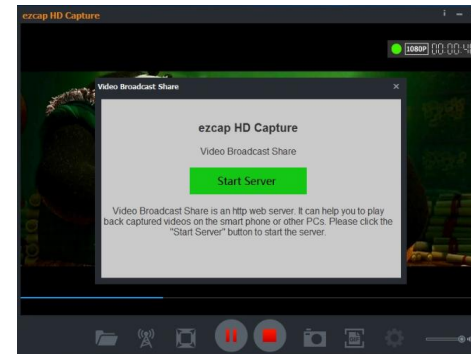 ezcap HD Capture
1080P
Video Broadcast Share
ezcap HD Capture
Video Broadcast Share
Start Server
Video Broadcast Share is an http web server. It can help you to play
back captured videos on the smart phone or other PCs. Please click the
"Start Server" button to start the server.